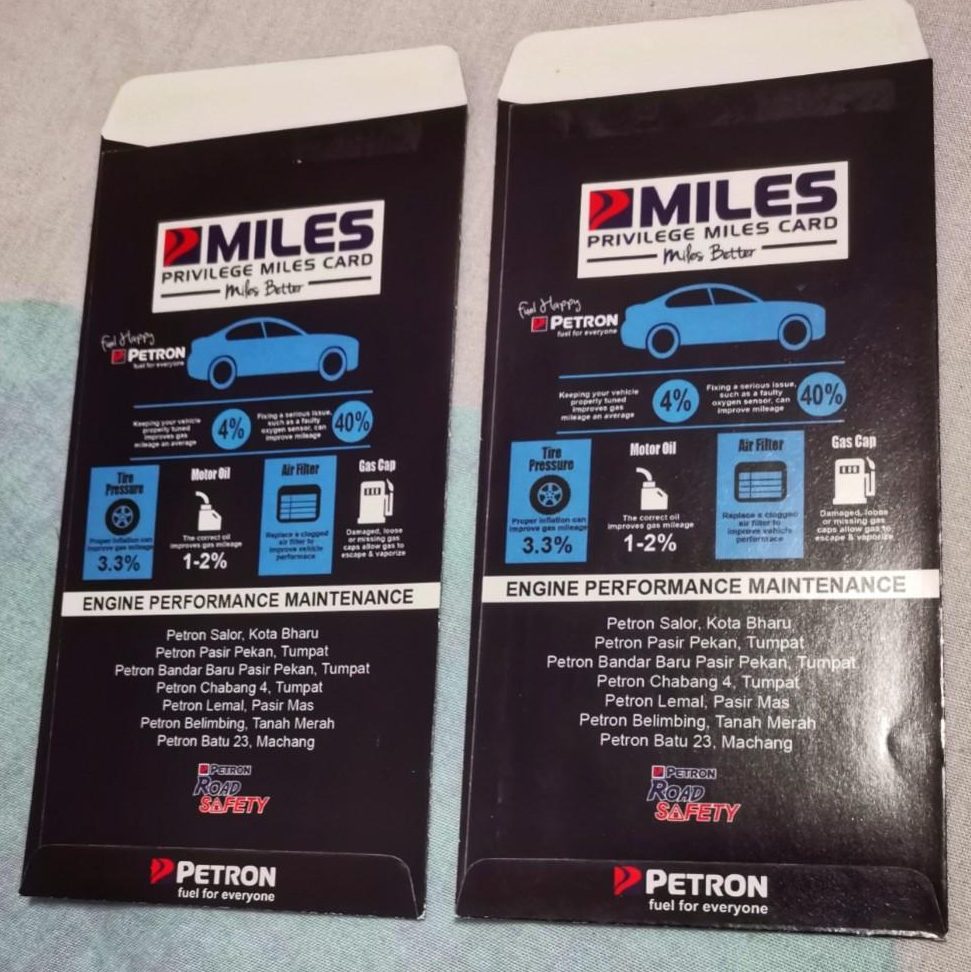 MILES
PRIVILEGE MILES CARD
Miles Better
Fuel Happy
PETRON
fuel for everyone
Keeping your vehicle
properly tuned
improves gas
mileage an average
4%
Fixing a serious issue,
such as a faulty
oxygen sensor, can
improve mileage
40%
Tire
Pressure
Proper inflation can
improve gas mileage
3.3%
Motor Oil
The correct oil
improves gas mileage
1-2%
Air Filter
Replace a clogged
air filter to
improve vehicle
performace
Gas Cap
Damaged, loose
or missing gas
caps allow gas to
escape & vaporize
ENGINE PERFORMANCE MAINTENANCE
Petron Salor, Kota Bharu
Petron Pasir Pekan, Tumpat
Petron Bandar Baru Pasir Pekan, Tumpat
Petron Chabang 4, Tumpat
Petron Lemal, Pasir Mas
Petron Belimbing, Tanah Merah
Petron Batu 23, Machang
PETRON
ROAD
SAFETY
PETRON
fuel for everyone
MILES
PRIVILEGE MILES CARD
Miles Better
Fuel Happy
PETRON
fuel for everyone
Keeping your vehicle
properly tuned
improves gas
mileage an average
4%
Fixing a serious issue,
such as a faulty
oxygen sensor, can
improve mileage
40%
Tire
Pressure
Proper inflation can
improve gas mileage
3.3%
Motor Oil
The correct oil
improves gas mileage
1-2%
Air Filter
Replace a clogged
air filter to
improve vehicle
performace
Gas Cap
Damaged, loose
or missing gas
caps allow gas to
escape & vaporize
ENGINE PERFORMANCE MAINTENANCE
Petron Salor, Kota Bharu
Petron Pasir Pekan, Tumpat
Petron Bandar Baru Pasir Pekan, Tumpat
Petron Chabang 4, Tumpat
Petron Lemal, Pasir Mas
Petron Belimbing, Tanah Merah
Petron Batu 23, Machang
PETRON
ROAD
SAFETY
PETRON
fuel for everyone